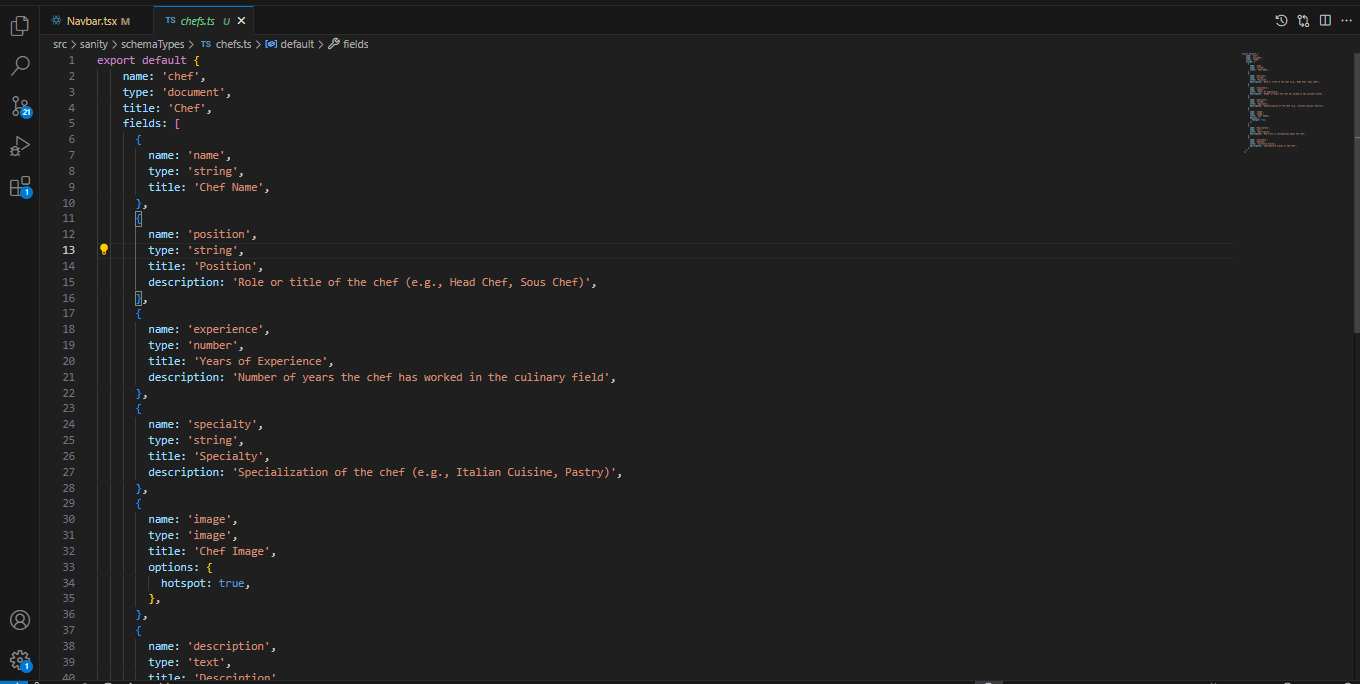 Navbar.tsx M
TS chefs.ts U
src > sanity > schemaTypes > TS chefs.ts > default > fields
1 export default {
2 name: 'chef',
3 type: 'document',
4 title: 'Chef',
5 fields: [
6 {
7 name: 'name',
8 type: 'string',
9 title: 'Chef Name',
10 },
11 {
12 name: 'position',
13 type: 'string',
14 title: 'Position',
15 description: 'Role or title of the chef (e.g., Head Chef, Sous Chef)',
16 },
17 {
18 name: 'experience',
19 type: 'number',
20 title: 'Years of Experience',
21 description: 'Number of years the chef has worked in the culinary field',
22 },
23 {
24 name: 'specialty',
25 type: 'string',
26 title: 'Specialty',
27 description: 'Specialization of the chef (e.g., Italian Cuisine, Pastry)',
28 },
29 {
30 name: 'image',
31 type: 'image',
32 title: 'Chef Image',
33 options: {
34 hotspot: true,
35 },
36 },
37 {
38 name: 'description',
39 type: 'text',
40 title: 'Description'
21
1
1